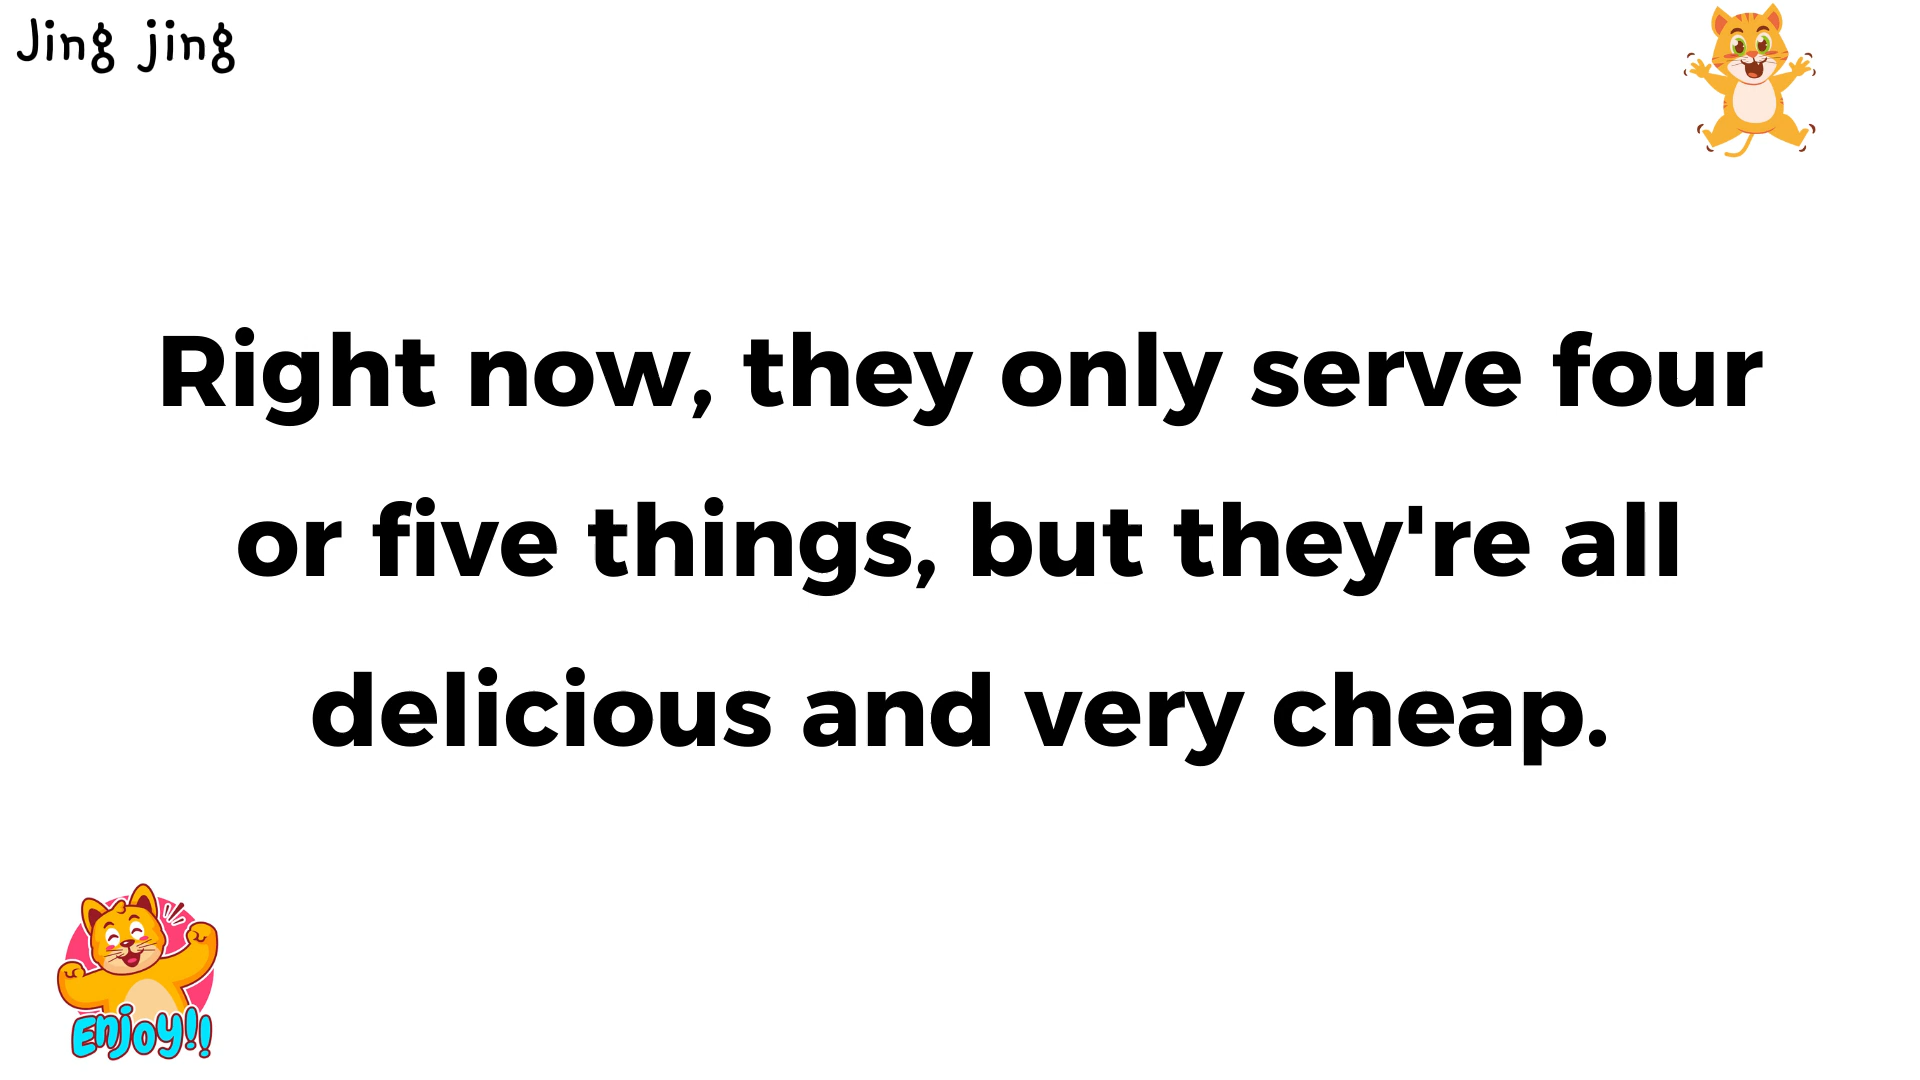 Jing jing
Right now, they only serve four
or five things, but they're all
delicious and very cheap.
Enjoy!!